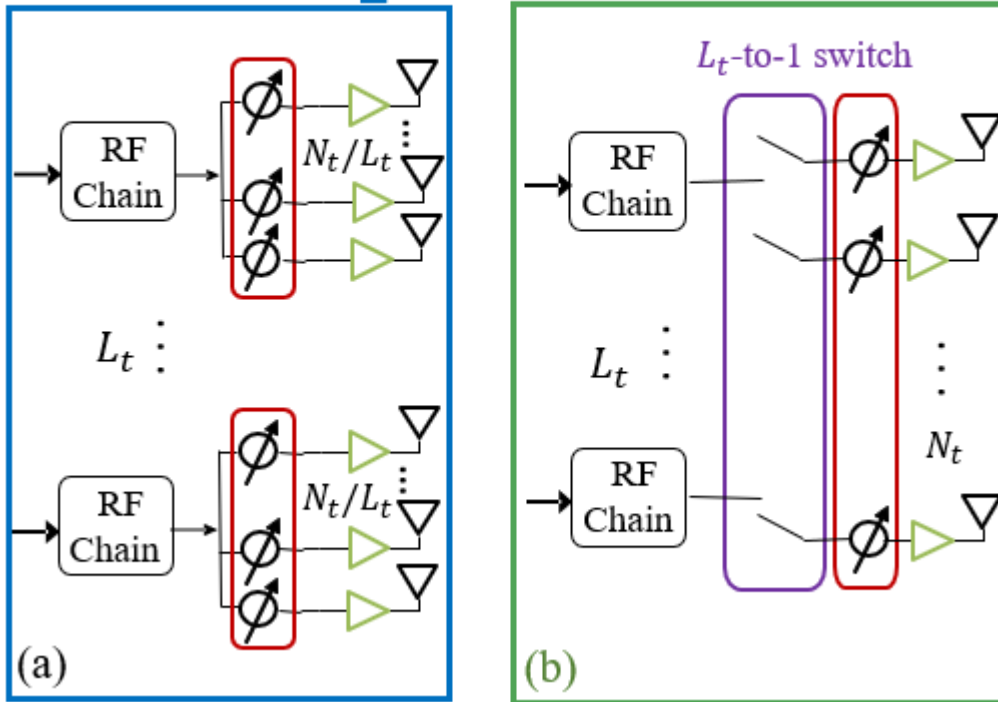 RF
Chain
N_t/L_t
L_t
RF
Chain
N_t/L_t
(a)
L_t-to-1 switch
RF
Chain
L_t
N_t
RF
Chain
(b)